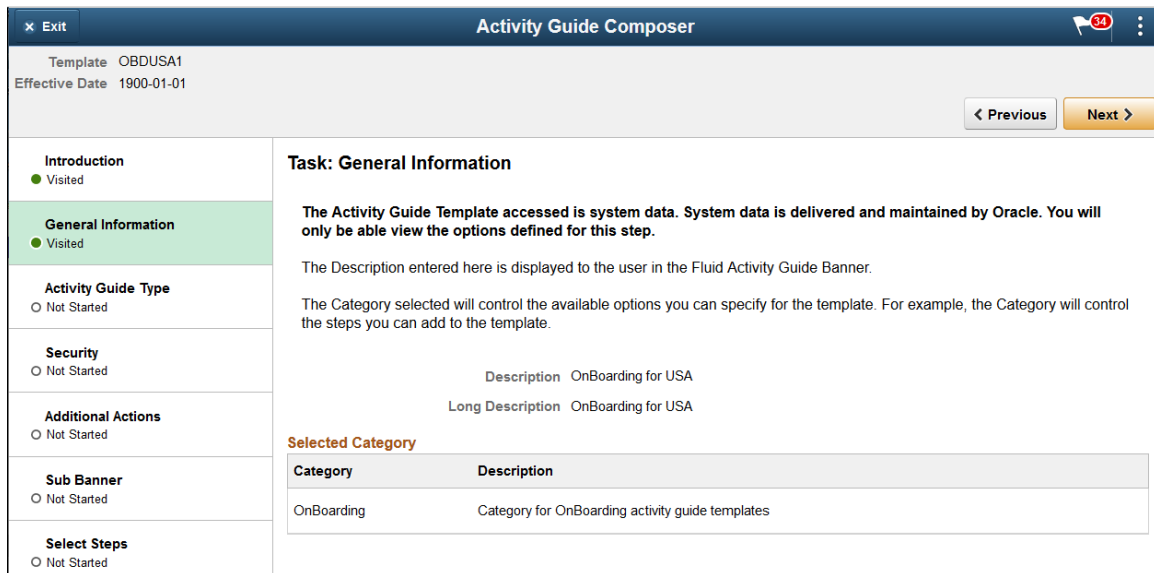 × Exit
Activity Guide Composer
34
Template OBDUSA1
Effective Date 1900-01-01
Previous
Next
Introduction
Visited
General Information
Visited
Activity Guide Type
Not Started
Security
Not Started
Additional Actions
Not Started
Sub Banner
Not Started
Select Steps
Not Started
Task: General Information
The Activity Guide Template accessed is system data. System data is delivered and maintained by Oracle. You will
only be able view the options defined for this step.
The Description entered here is displayed to the user in the Fluid Activity Guide Banner.
The Category selected will control the available options you can specify for the template. For example, the Category will control
the steps you can add to the template.
Description OnBoarding for USA
Long Description OnBoarding for USA
Selected Category
Category Description
OnBoarding Category for OnBoarding activity guide templates